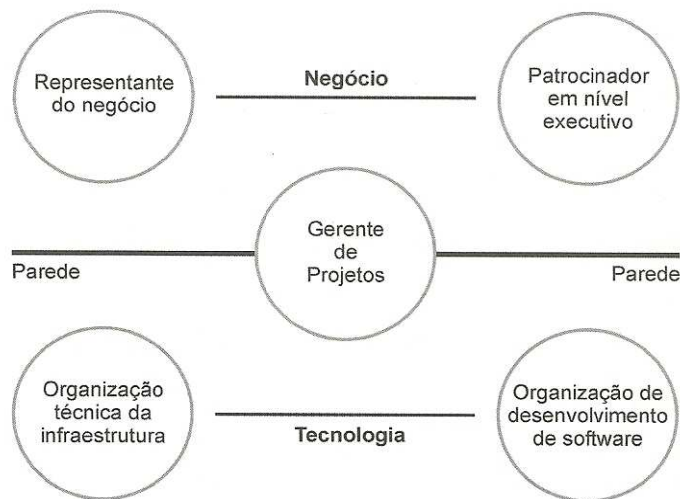 Representante
do negócio
Negócio
Patrocinador
em nível
executivo
Gerente
de
Projetos
Parede
Parede
Organização
técnica da
infraestrutura
Tecnologia
Organização de
desenvolvimento
de software